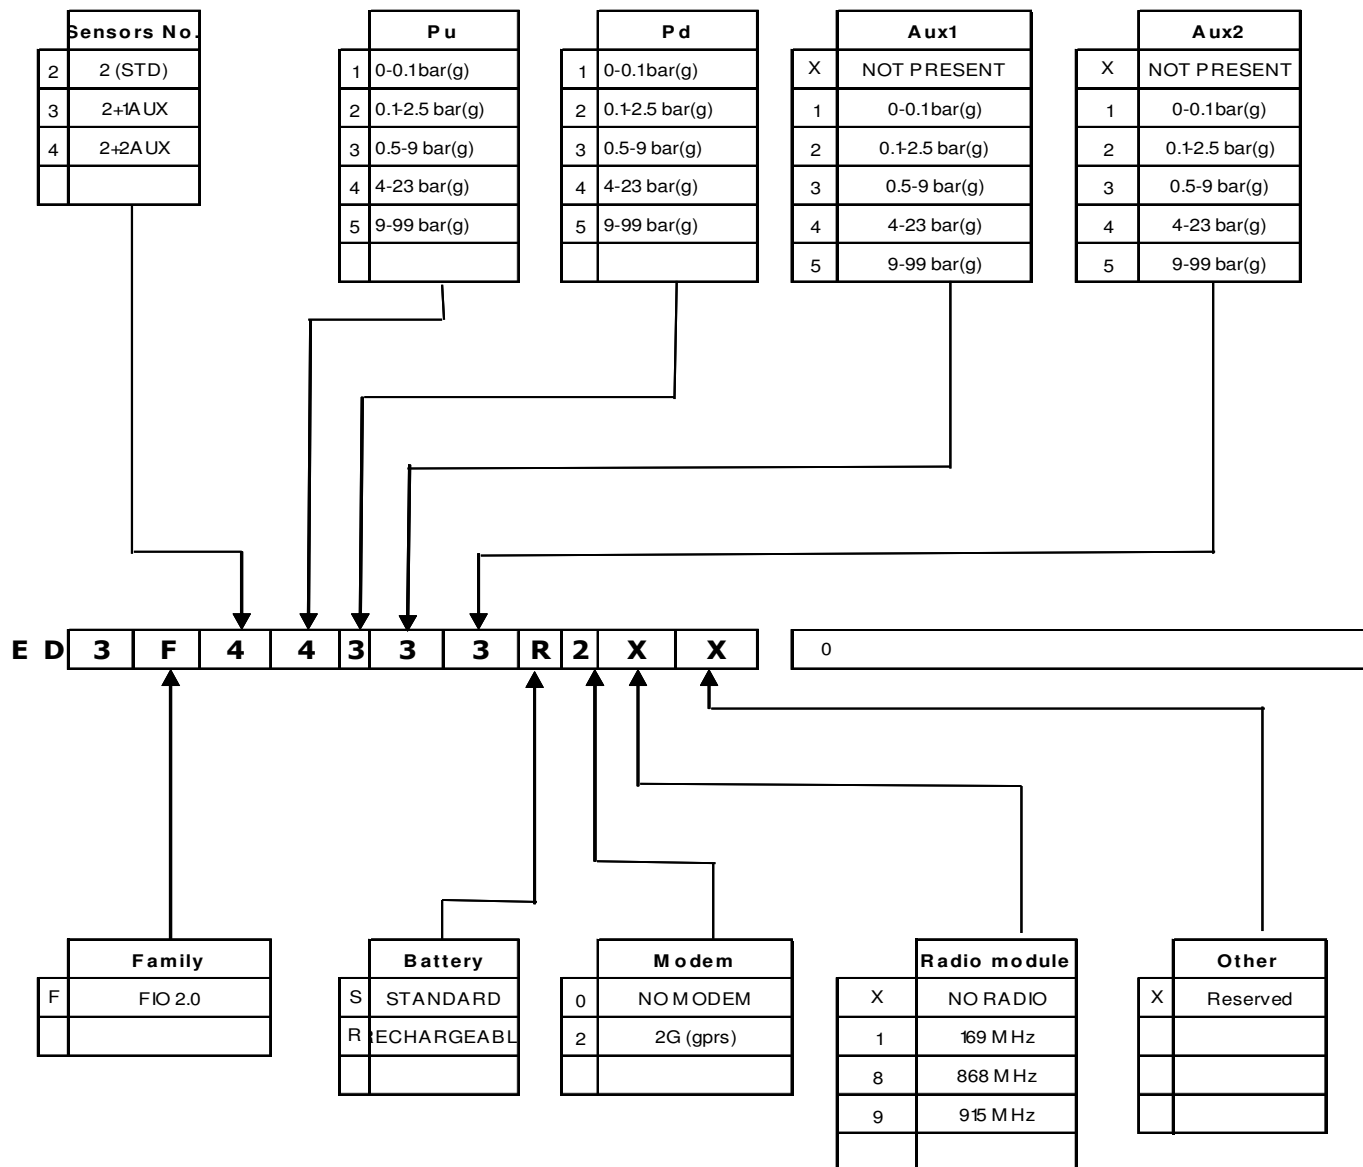 Sensors No.
2 2 (STD)
3 2+1AUX
4 2+2AUX
Pu
1 0-0.1bar(g)
2 0.1-2.5 bar(g)
3 0.5-9 bar(g)
4 4-23 bar(g)
5 9-99 bar(g)
Pd
1 0-0.1bar(g)
2 0.1-2.5 bar(g)
3 0.5-9 bar(g)
4 4-23 bar(g)
5 9-99 bar(g)
Aux1
X NOT PRESENT
1 0-0.1bar(g)
2 0.1-2.5 bar(g)
3 0.5-9 bar(g)
4 4-23 bar(g)
5 9-99 bar(g)
Aux2
X NOT PRESENT
1 0-0.1bar(g)
2 0.1-2.5 bar(g)
3 0.5-9 bar(g)
4 4-23 bar(g)
5 9-99 bar(g)
E D 3 F 4 4 3 3 3 R 2 X X 0
Family
F FIO 2.0
Battery
S STANDARD
R RECHARGEABL
Modem
0 NO MODEM
2 2G (gprs)
Radio module
X NO RADIO
1 169 MHz
8 868 MHz
9 915 MHz
Other
X Reserved